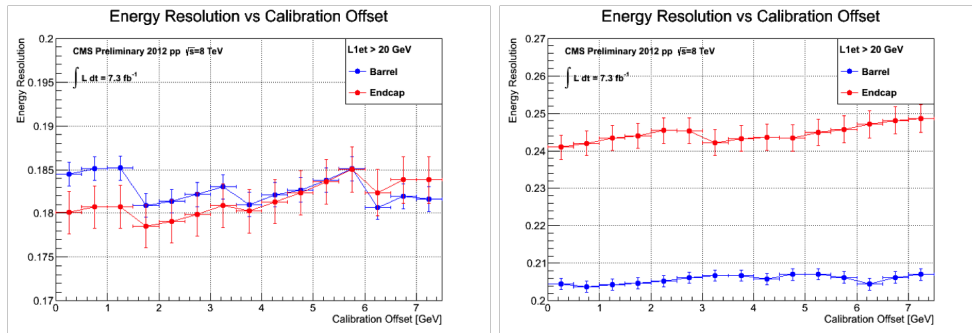 Energy Resolution vs Calibration Offset
Energy Resolution
0.2
0.195
0.19
0.185
0.18
0.175
0.17
CMS Preliminary 2012 pp √s=8 TeV
∫ L dt = 7.3 fb⁻¹
L1et > 20 GeV
Barrel
Endcap
0 1 2 3 4 5 6 7
Calibration Offset [GeV]
Energy Resolution vs Calibration Offset
Energy Resolution
0.27
0.26
0.25
0.24
0.23
0.22
0.21
0.2
CMS Preliminary 2012 pp √s=8 TeV
∫ L dt = 7.3 fb⁻¹
L1et > 20 GeV
Barrel
Endcap
0 1 2 3 4 5 6 7
Calibration Offset [GeV]